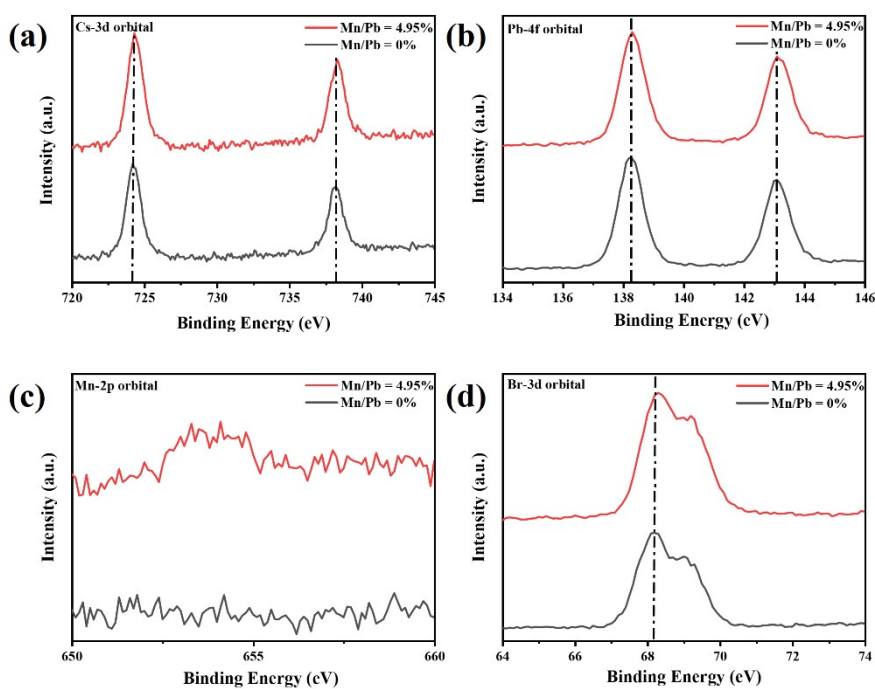 (a)
Cs-3d orbital
Mn/Pb = 4.95%
Mn/Pb = 0%
Intensity (a.u.)
720 725 730 735 740 745
Binding Energy (eV)
(b)
Pb-4f orbital
Mn/Pb = 4.95%
Mn/Pb = 0%
Intensity (a.u.)
134 136 138 140 142 144 146
Binding Energy (eV)
(c)
Mn-2p orbital
Mn/Pb = 4.95%
Mn/Pb = 0%
Intensity (a.u.)
650 655 660
Binding Energy (eV)
(d)
Br-3d orbital
Mn/Pb = 4.95%
Mn/Pb = 0%
Intensity (a.u.)
64 66 68 70 72 74
Binding Energy (eV)